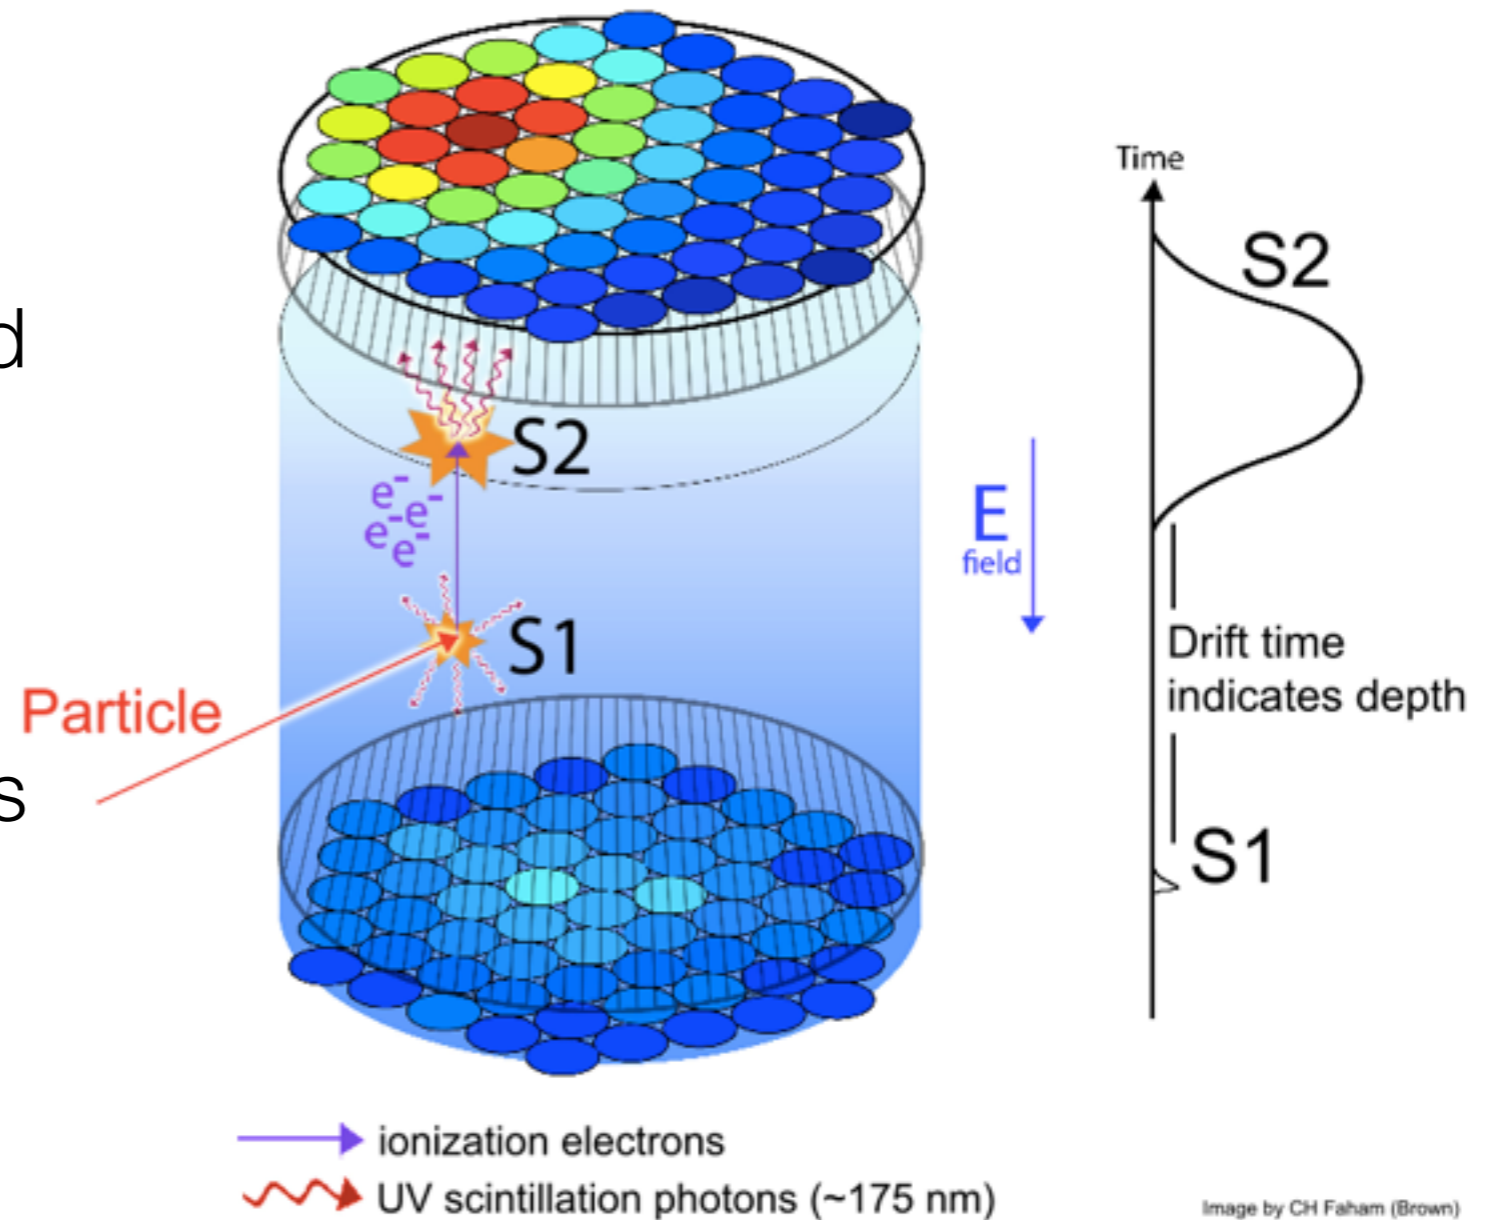 Time
S2
d
S2
e⁻
e⁻
e⁻
e⁻
E
field
Drift time
indicates depth
S1
Particle
s
S1
ionization electrons
UV scintillation photons (~175 nm)
Image by CH Faham (Brown)